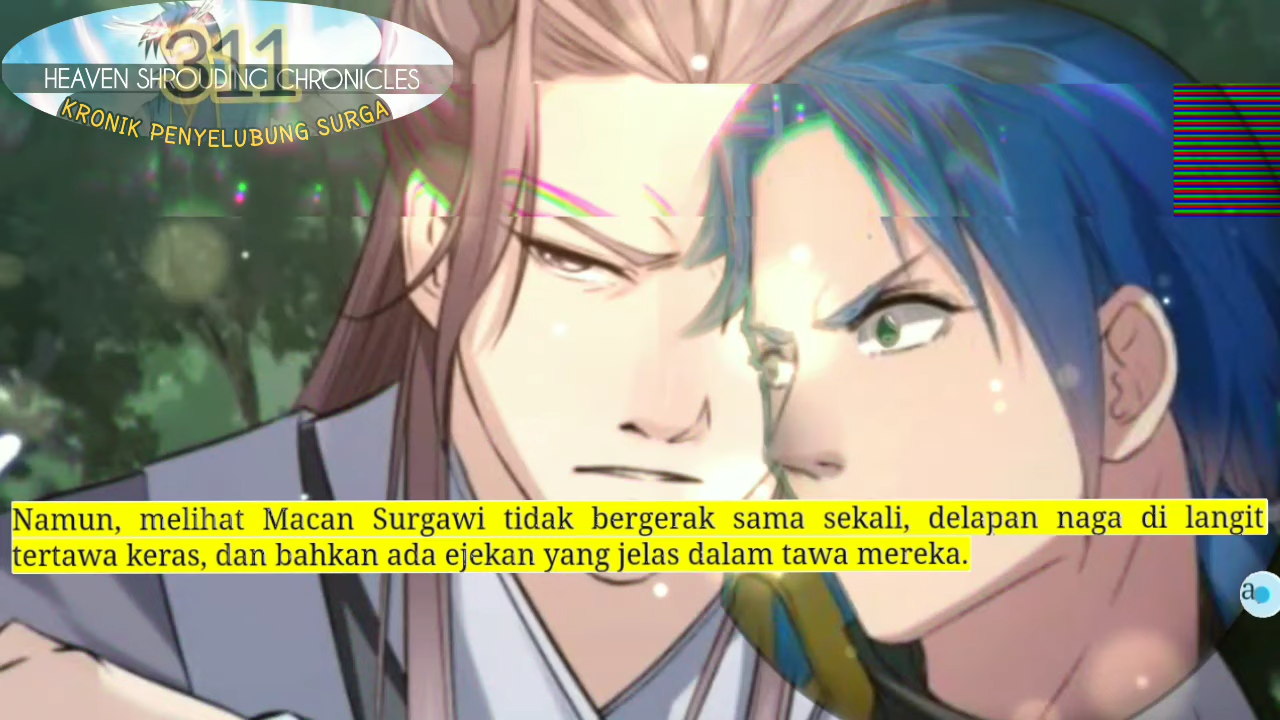 311
HEAVEN SHROUDING CHRONICLES
KRONIK PENYELUBUNG SURGA
Namun, melihat Macan Surgawi tidak bergerak sama sekali, delapan naga di langit
tertawa keras, dan bahkan ada ejekan yang jelas dalam tawa mereka.
a